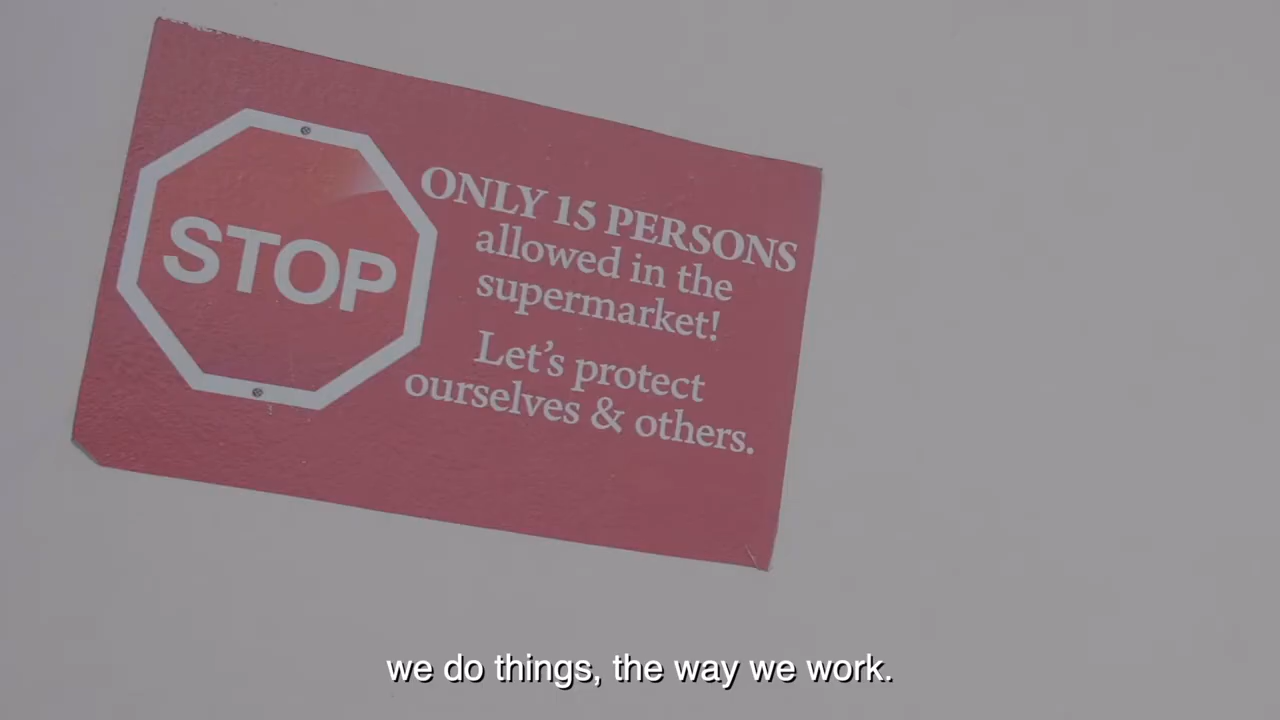 STOP
ONLY 15 PERSONS
allowed in the
supermarket!
Let's protect
ourselves & others.
we do things, the way we work.